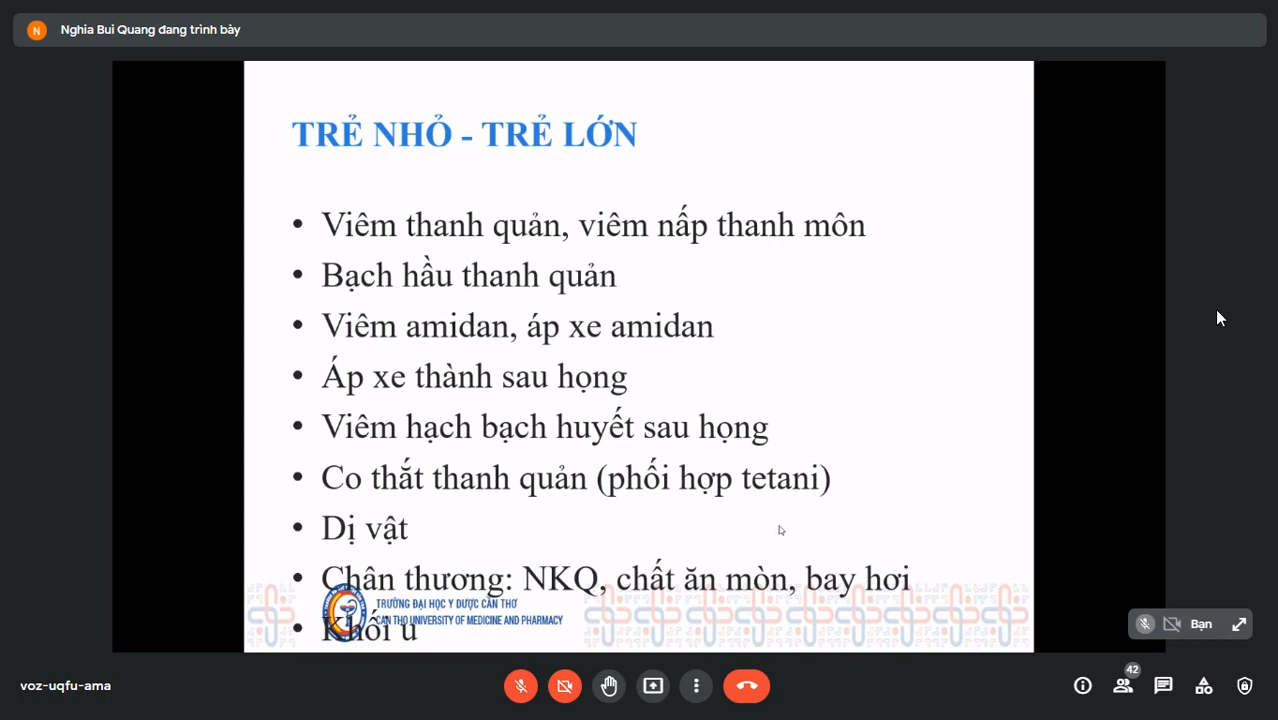 N Nghia Bui Quang đang trình bày
TRẺ NHỎ - TRẺ LỚN
• Viêm thanh quản, viêm nấp thanh môn
• Bạch hầu thanh quản
• Viêm amidan, áp xe amidan
• Áp xe thành sau họng
• Viêm hạch bạch huyết sau họng
• Co thắt thanh quản (phối hợp tetani)
• Dị vật
• Chân thương: NKQ, chất ăn mòn, bay hơi
TRƯỜNG ĐẠI HỌC Y DƯỢC CẦN THƠ
CAN THO UNIVERSITY OF MEDICINE AND PHARMACY
• Khối u
Bạn
voz-uqfu-ama
42